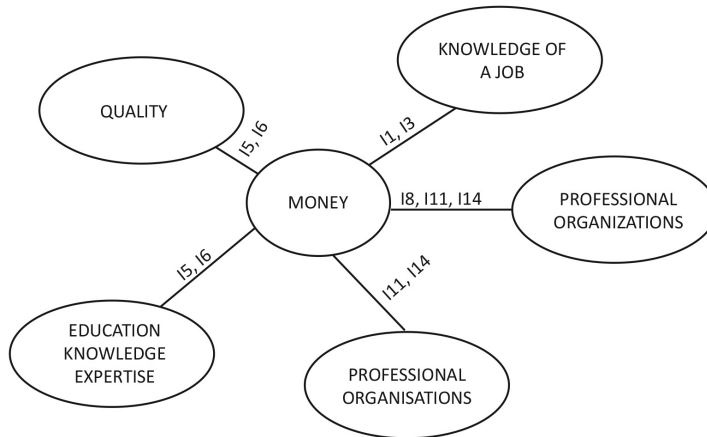 KNOWLEDGE OF
A JOB
QUALITY
I5, I6
I1, I3
MONEY
I8, I11, I14
PROFESSIONAL
ORGANIZATIONS
I5, I6
I11, I14
EDUCATION
KNOWLEDGE
EXPERTISE
PROFESSIONAL
ORGANISATIONS